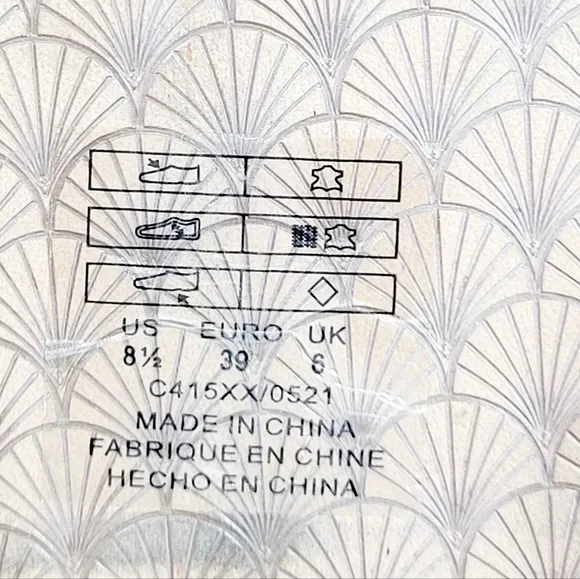 US EURO UK
8½ 39 6
C415XX/0521
MADE IN CHINA
FABRIQUE EN CHINE
HECHO EN CHINA